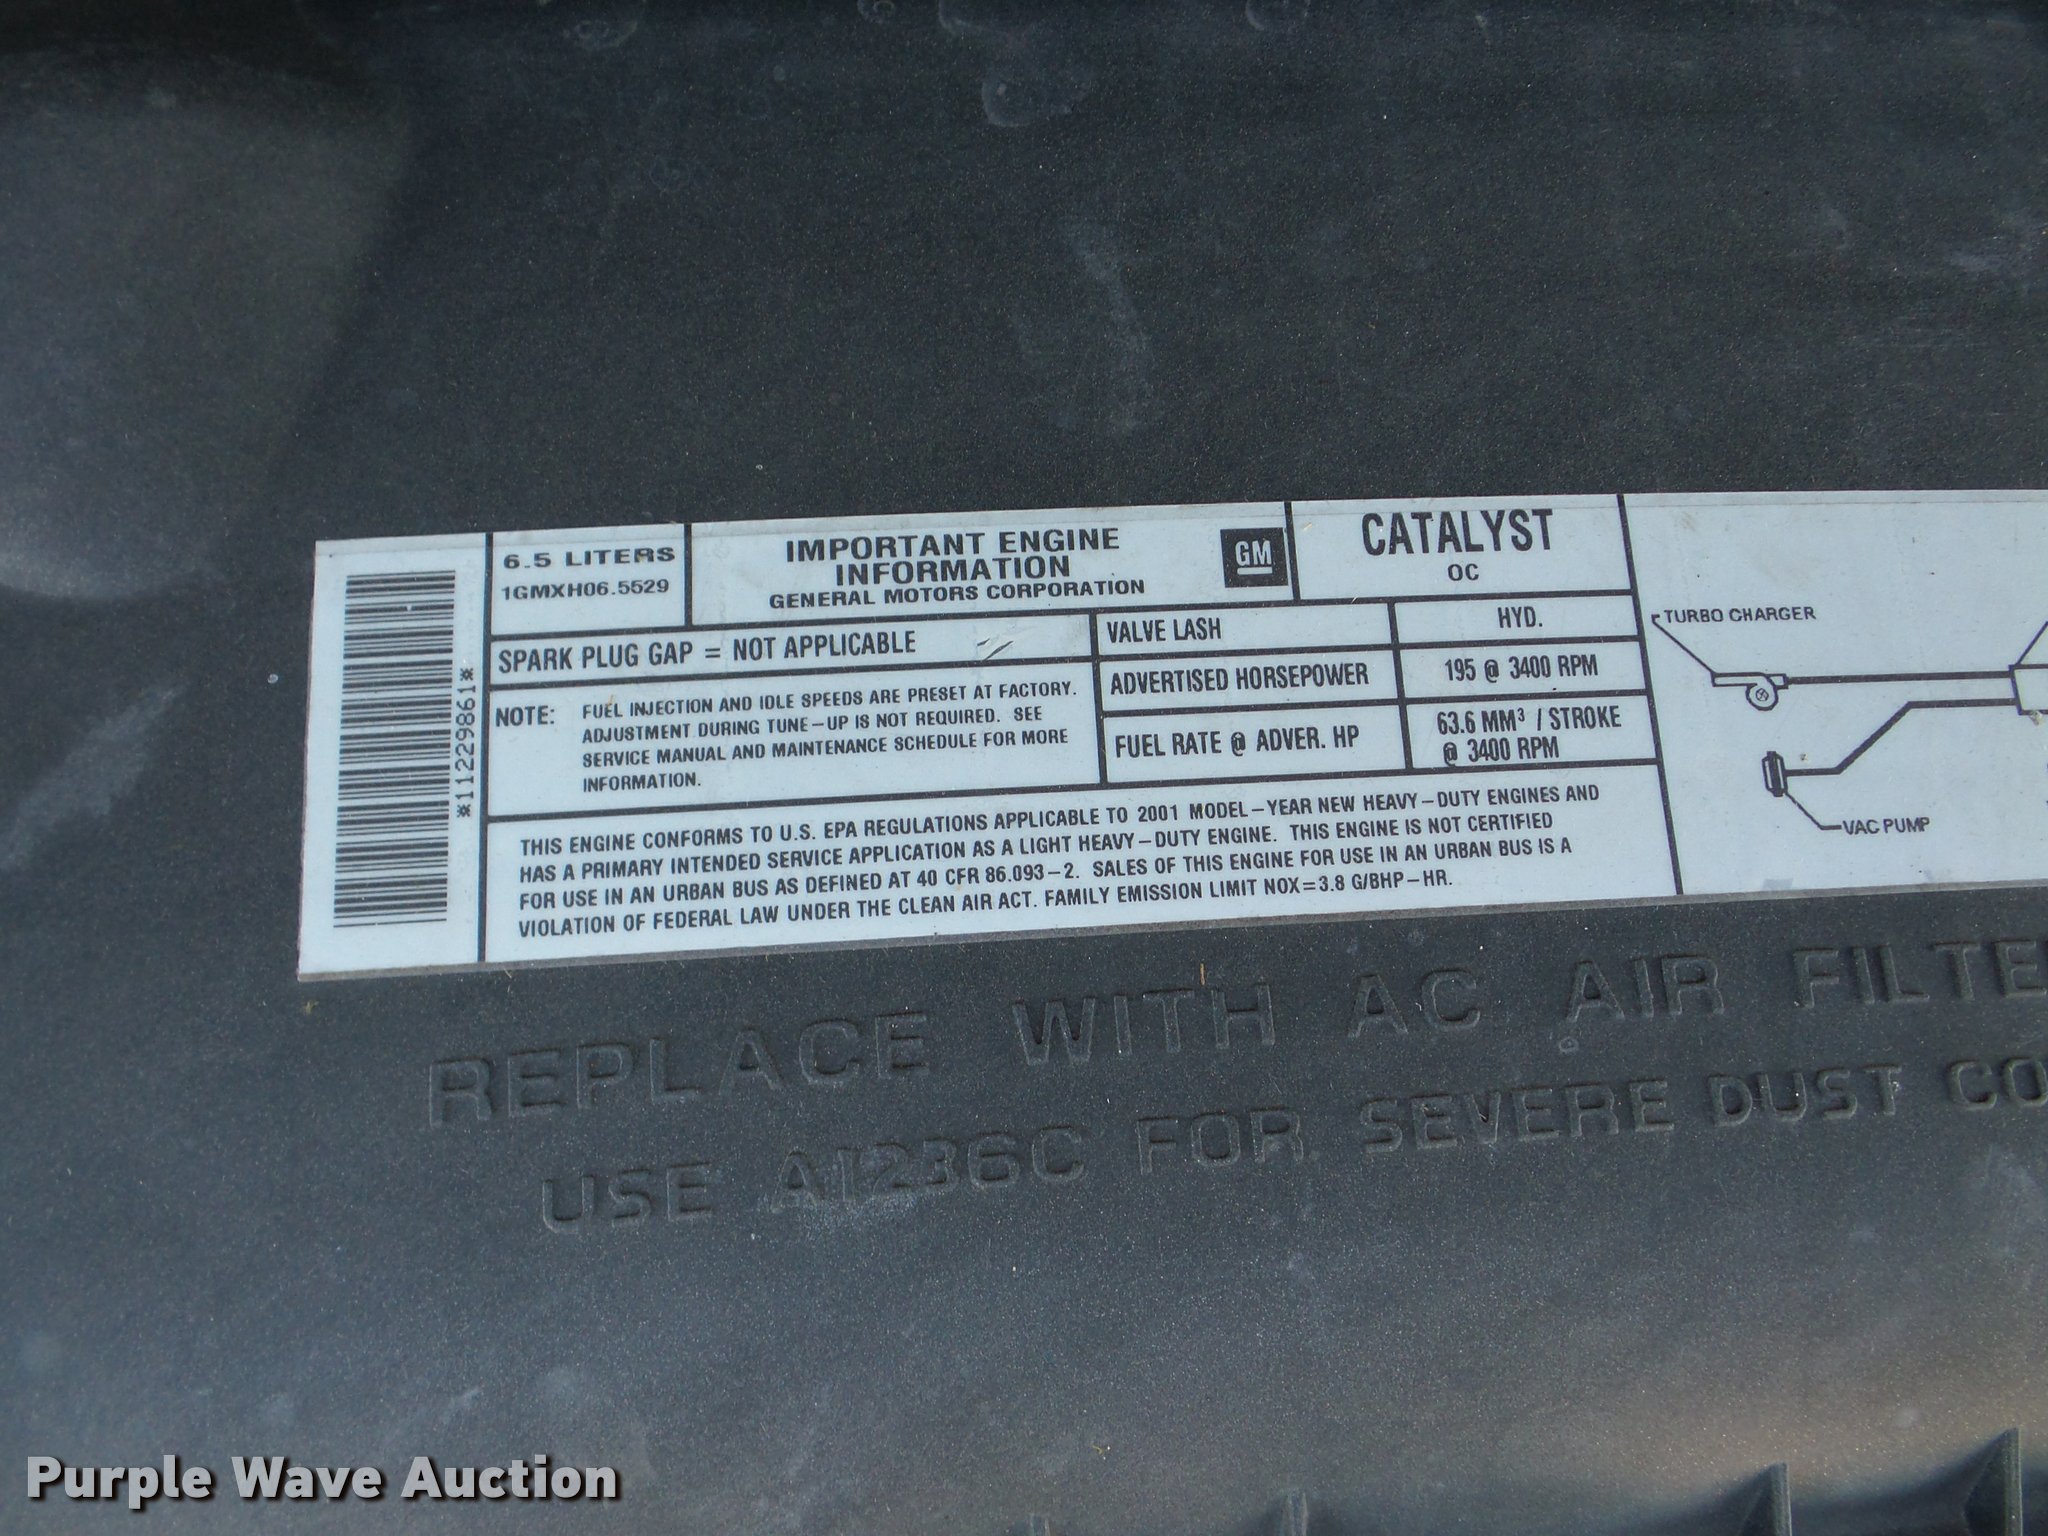 *11229861*
6.5 LITERS
1GMXH06.5529
IMPORTANT ENGINE
INFORMATION
GENERAL MOTORS CORPORATION
GM
CATALYST
OC
SPARK PLUG GAP = NOT APPLICABLE
NOTE: FUEL INJECTION AND IDLE SPEEDS ARE PRESET AT FACTORY.
ADJUSTMENT DURING TUNE-UP IS NOT REQUIRED. SEE
SERVICE MANUAL AND MAINTENANCE SCHEDULE FOR MORE
INFORMATION.
VALVE LASH HYD.
ADVERTISED HORSEPOWER 195 @ 3400 RPM
FUEL RATE @ ADVER. HP 63.6 MM³ / STROKE
@ 3400 RPM
THIS ENGINE CONFORMS TO U.S. EPA REGULATIONS APPLICABLE TO 2001 MODEL-YEAR NEW HEAVY-DUTY ENGINES AND
HAS A PRIMARY INTENDED SERVICE APPLICATION AS A LIGHT HEAVY-DUTY ENGINE. THIS ENGINE IS NOT CERTIFIED
FOR USE IN AN URBAN BUS AS DEFINED AT 40 CFR 86.093-2. SALES OF THIS ENGINE FOR USE IN AN URBAN BUS IS A
VIOLATION OF FEDERAL LAW UNDER THE CLEAN AIR ACT. FAMILY EMISSION LIMIT NOX=3.8 G/BHP-HR.
TURBO CHARGER
VAC PUMP
REPLACE WITH AC AIR FILTE
USE A1236C FOR SEVERE DUST CO
Purple Wave Auction